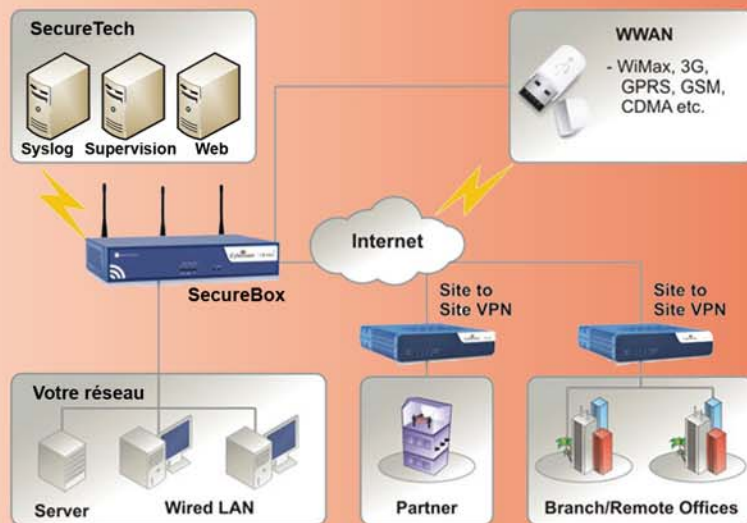 SecureTech
Syslog Supervision Web
WWAN
- WiMax, 3G,
GPRS, GSM,
CDMA etc.
Internet
SecureBox
Site to
Site VPN
Site to
Site VPN
Votre réseau
Server
Wired LAN
Partner
Branch/Remote Offices